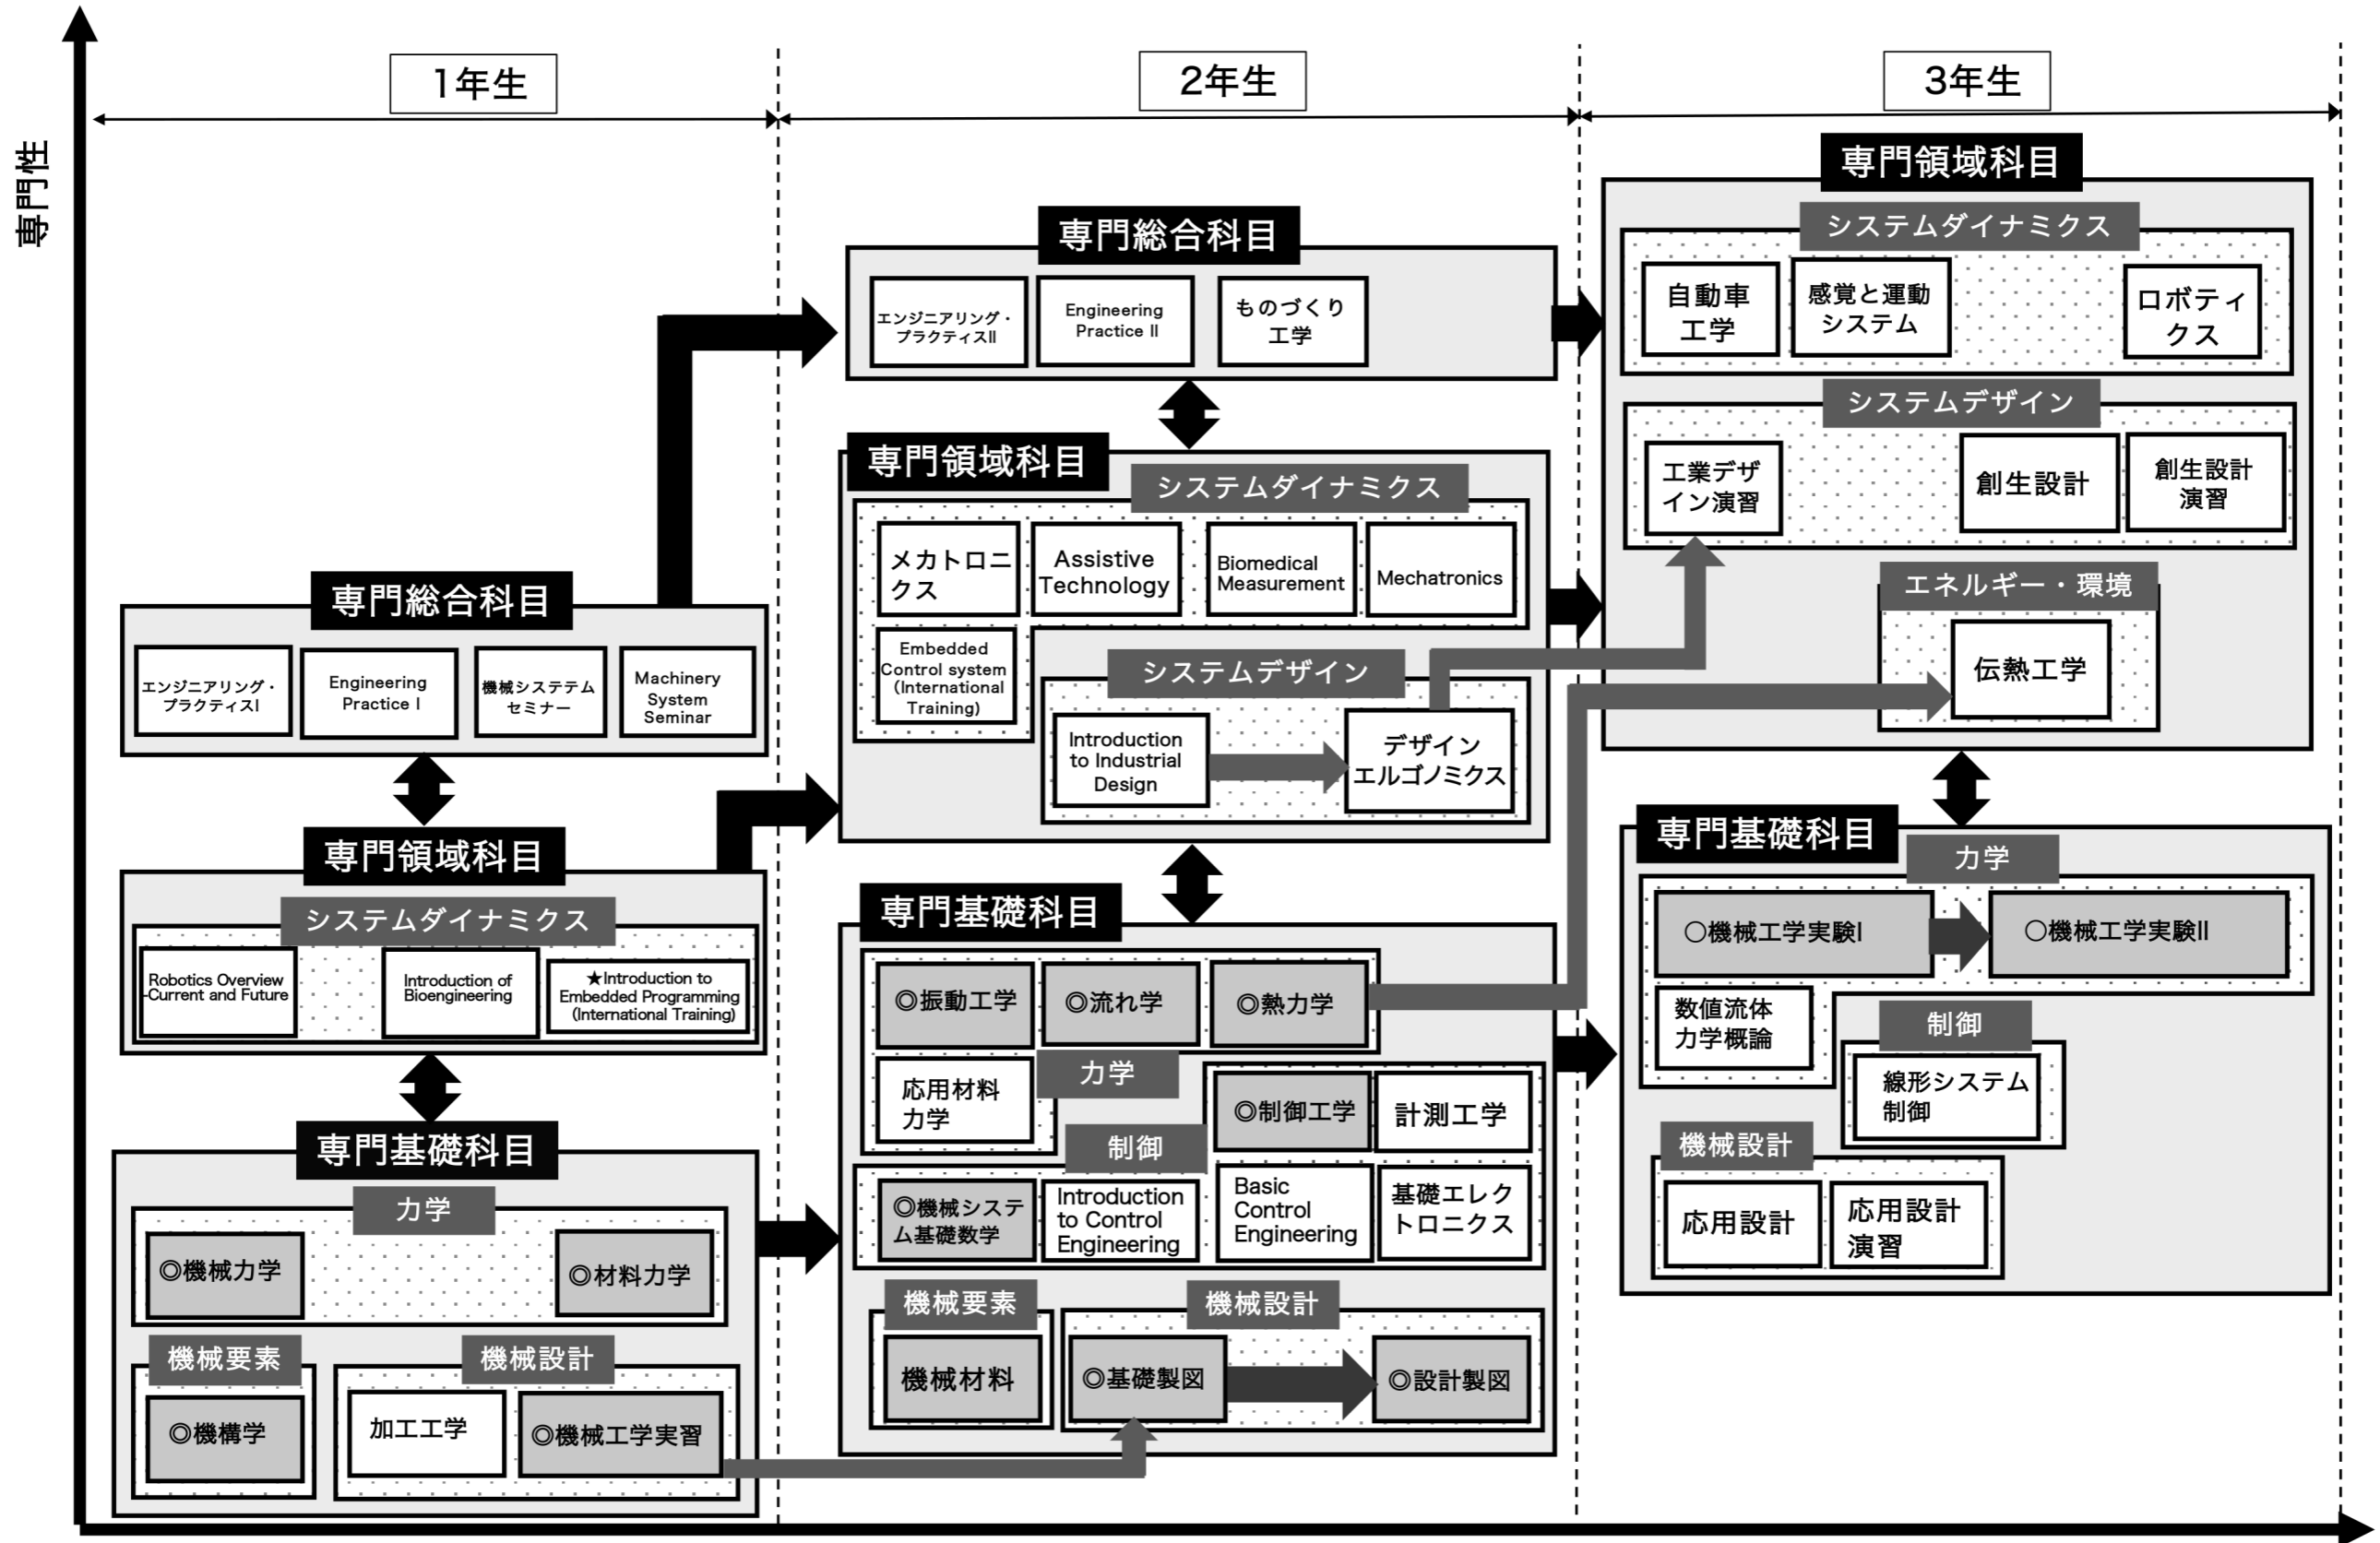 専門性
1年生
2年生
3年生
専門総合科目
エンジニアリング・
プラクティスI
Engineering
Practice I
機械システテム
セミナー
Machinery
System
Seminar
専門領域科目
システムダイナミクス
Robotics Overview
-Current and Future
Introduction of
Bioengineering
★Introduction to
Embedded Programming
(International Training)
専門基礎科目
力学
◎機械力学
◎材料力学
機械要素
◎機構学
機械設計
加工工学
◎機械工学実習
専門総合科目
エンジニアリング・
プラクティスII
Engineering
Practice II
ものづくり
工学
専門領域科目
システムダイナミクス
メカトロニ
クス
Assistive
Technology
Biomedical
Measurement
Mechatronics
Embedded
Control system
(International
Training)
システムデザイン
Introduction
to Industrial
Design
デザイン
エルゴノミクス
専門基礎科目
◎振動工学
◎流れ学
◎熱力学
応用材料
力学
力学
◎制御工学
計測工学
制御
◎機械システ
ム基礎数学
Introduction
to Control
Engineering
Basic
Control
Engineering
基礎エレク
トロニクス
機械要素
機械材料
機械設計
◎基礎製図
◎設計製図
専門領域科目
システムダイナミクス
自動車
工学
感覚と運動
システム
ロボティ
クス
システムデザイン
工業デザ
イン演習
創生設計
創生設計
演習
エネルギー・環境
伝熱工学
専門基礎科目
力学
○機械工学実験I
○機械工学実験II
数値流体
力学概論
制御
線形システム
制御
機械設計
応用設計
応用設計
演習